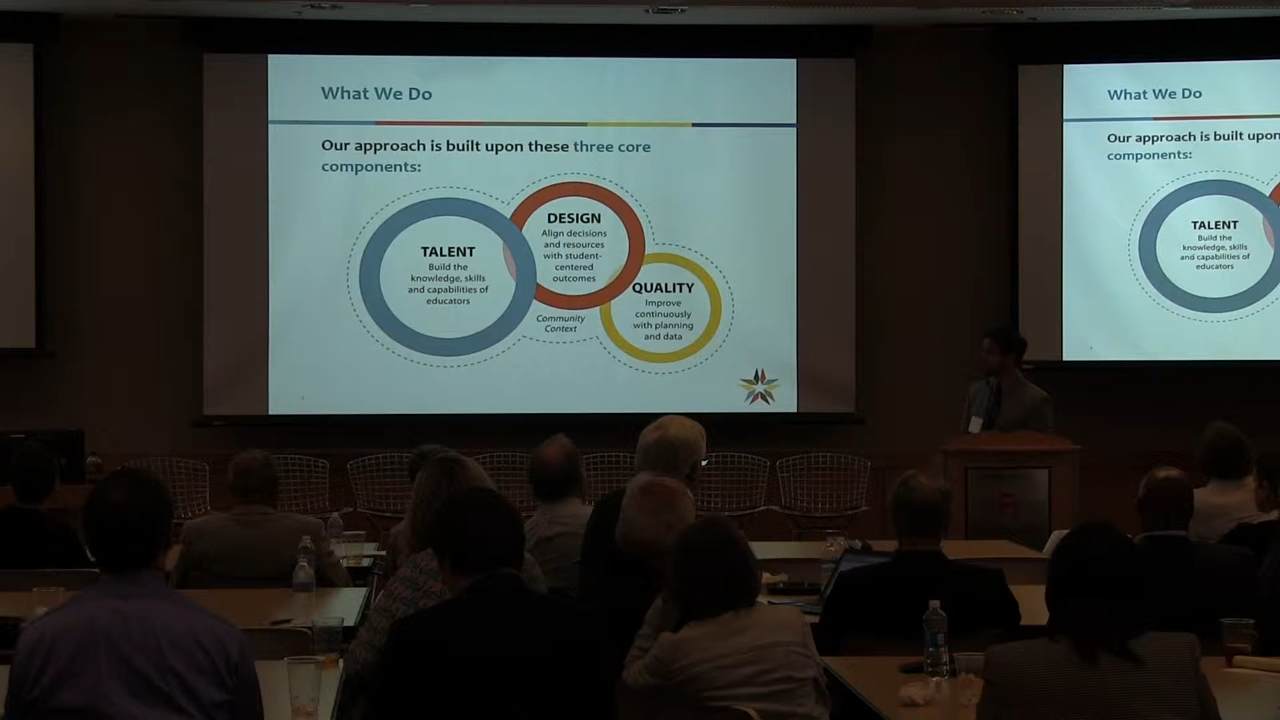 What We Do
Our approach is built upon these three core
components:
TALENT
Build the
knowledge, skills
and capabilities of
educators
DESIGN
Align decisions
and resources
with student-
centered
outcomes
Community
Context
QUALITY
Improve
continuously
with planning
and data
What We Do
Our approach is built upon
components:
TALENT
Build the
knowledge, skills
and capabilities of
educators